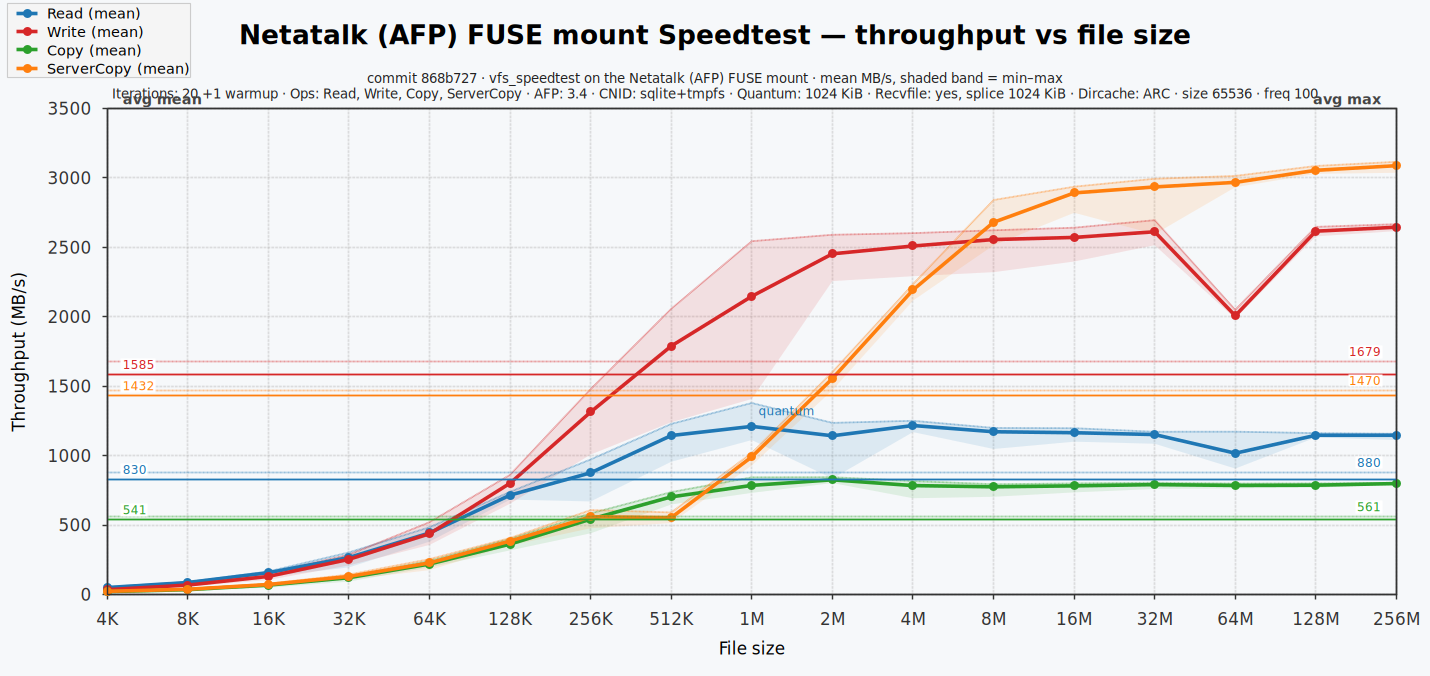 Read (mean)
Write (mean)
Copy (mean)
ServerCopy (mean)
Netatalk (AFP) FUSE mount Speedtest — throughput vs file size
commit 868b727 · vfs_speedtest on the Netatalk (AFP) FUSE mount · mean MB/s, shaded band = min–max
Iterations: 20 +1 warmup · Ops: Read, Write, Copy, ServerCopy · AFP: 3.4 · CNID: sqlite+tmpfs · Quantum: 1024 KiB · Recvfile: yes, splice 1024 KiB · Dircache: ARC · size 65536 · freq 100
avg mean
avg max
3500
3000
2500
2000
1500
1000
500
0
Throughput (MB/s)
1585
1679
1432
1470
quantum
830
880
541
561
4K 8K 16K 32K 64K 128K 256K 512K 1M 2M 4M 8M 16M 32M 64M 128M 256M
File size